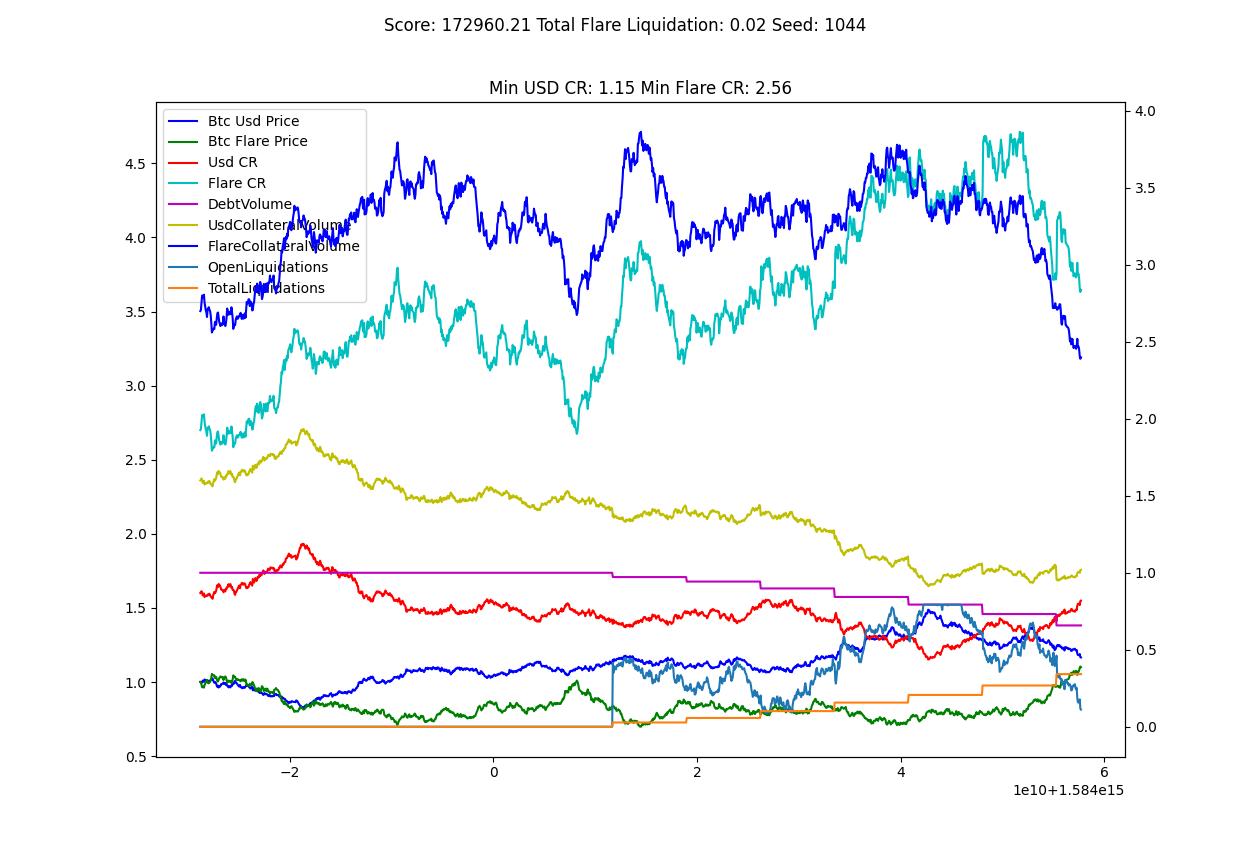 Score: 172960.21 Total Flare Liquidation: 0.02 Seed: 1044
Min USD CR: 1.15 Min Flare CR: 2.56
Btc Usd Price
Btc Flare Price
Usd CR
Flare CR
DebtVolume
UsdCollateralVolume
FlareCollateralVolume
OpenLiquidations
TotalLiquidations
4.5
4.0
3.5
3.0
2.5
2.0
1.5
1.0
0.5
4.0
3.5
3.0
2.5
2.0
1.5
1.0
0.5
0.0
−2
0
2
4
6
1e10+1.584e15